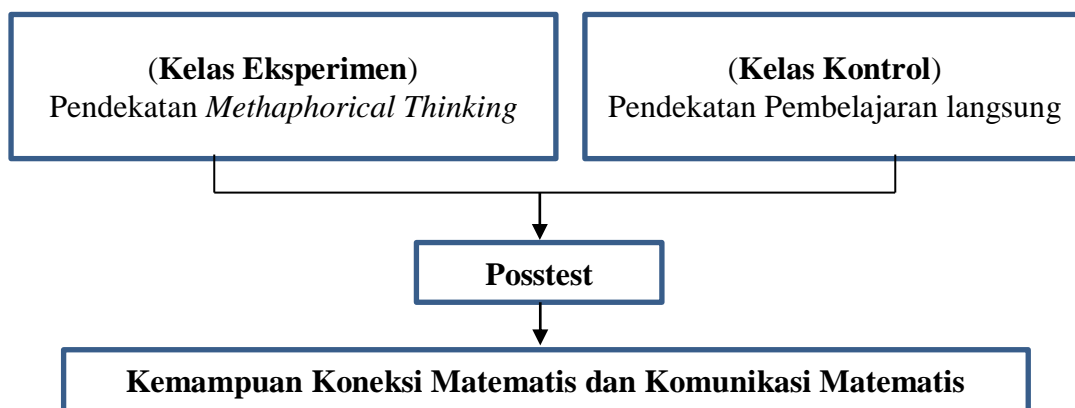 (Kelas Eksperimen)
Pendekatan Methaphorical Thinking
(Kelas Kontrol)
Pendekatan Pembelajaran langsung
Posstest
Kemampuan Koneksi Matematis dan Komunikasi Matematis